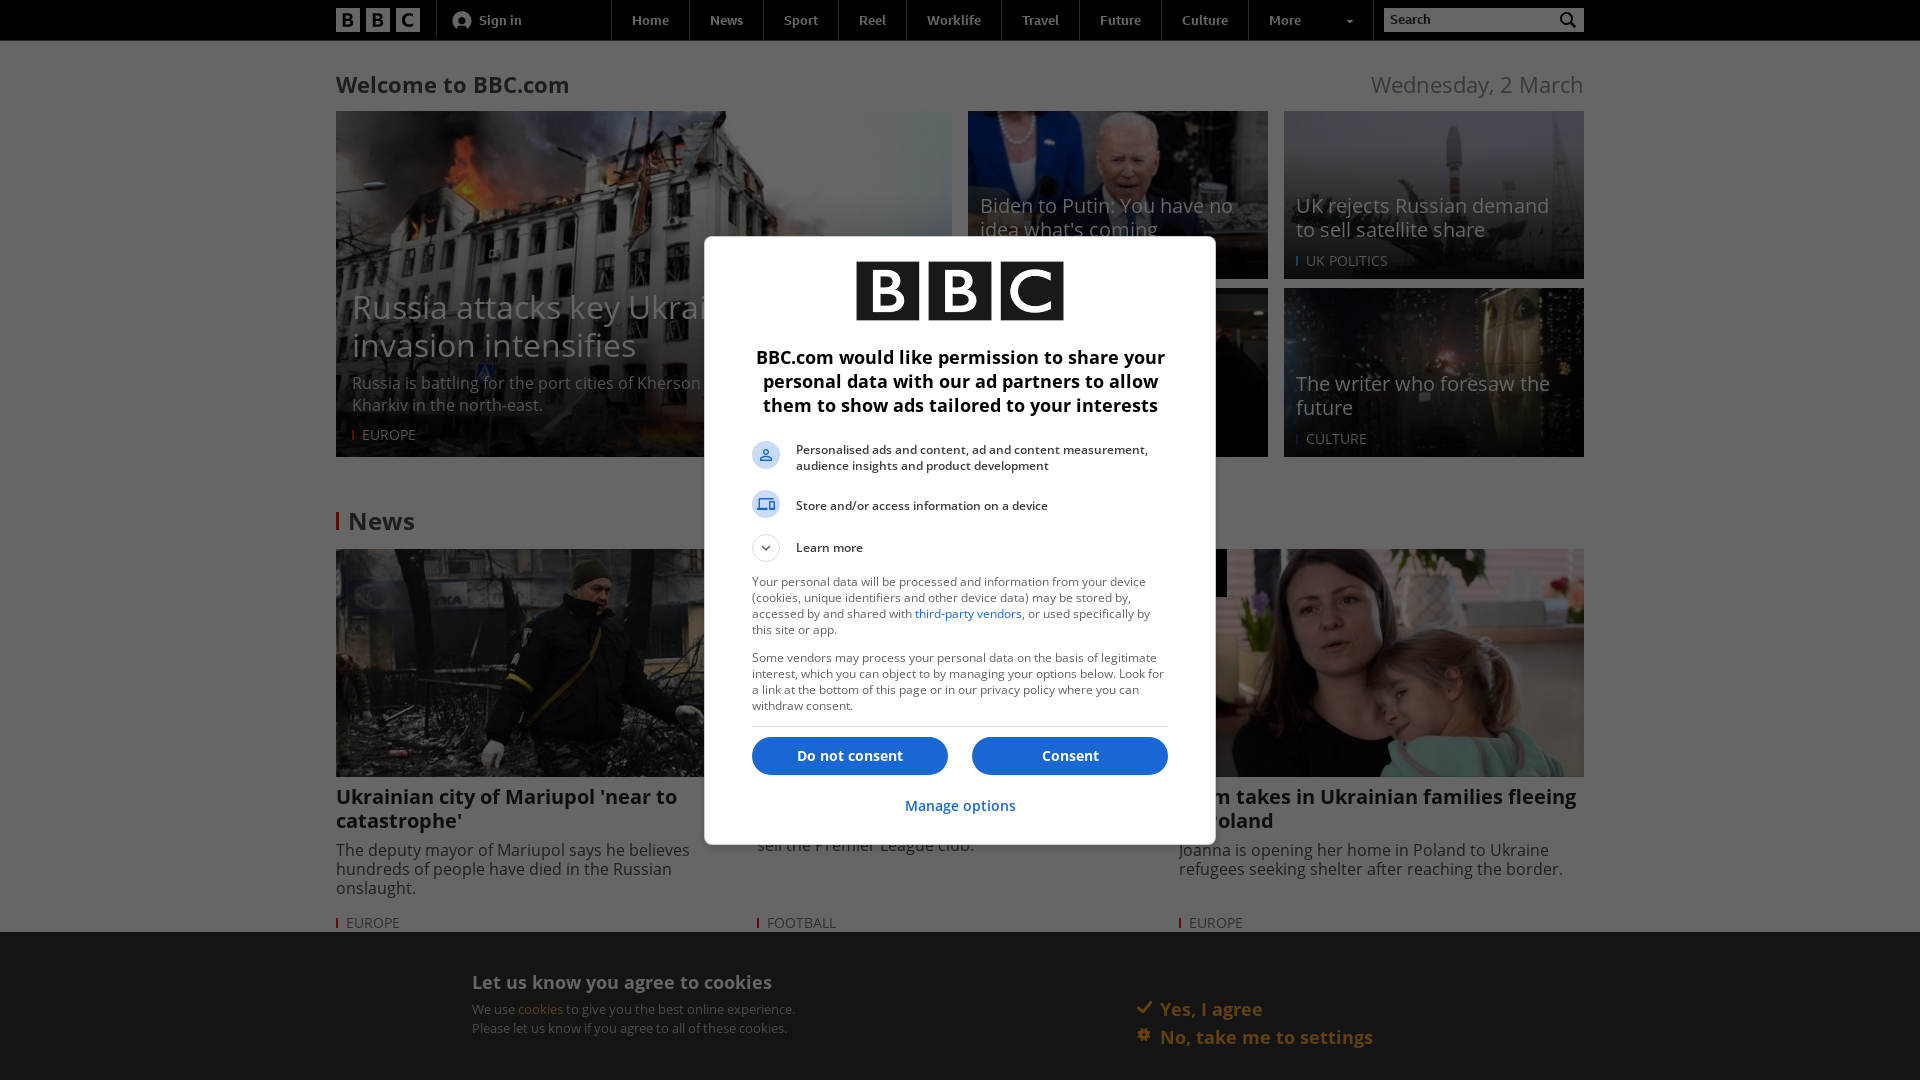 BBC
Sign in
Home
News
Sport
Reel
Worklife
Travel
Future
Culture
More
Search
Welcome to BBC.com
Wednesday, 2 March
Biden to Putin: You have no
idea what's coming
UK rejects Russian demand
to sell satellite share
UK POLITICS
Russia attacks key Ukrai
invasion intensifies
Russia is battling for the port cities of Kherson
Kharkiv in the north-east.
EUROPE
The writer who foresaw the
future
CULTURE
BBC
BBC.com would like permission to share your
personal data with our ad partners to allow
them to show ads tailored to your interests
Personalised ads and content, ad and content measurement,
audience insights and product development
Store and/or access information on a device
Learn more
Your personal data will be processed and information from your device
(cookies, unique identifiers and other device data) may be stored by,
accessed by and shared with third-party vendors, or used specifically by
this site or app.
Some vendors may process your personal data on the basis of legitimate
interest, which you can object to by managing your options below. Look for
a link at the bottom of this page or in our privacy policy where you can
withdraw consent.
Do not consent
Consent
Manage options
News
Ukrainian city of Mariupol 'near to
catastrophe'
The deputy mayor of Mariupol says he believes
hundreds of people have died in the Russian
onslaught.
EUROPE
sell the Premier League club.
FOOTBALL
takes in Ukrainian families fleeing
Poland
Joanna is opening her home in Poland to Ukraine
refugees seeking shelter after reaching the border.
EUROPE
Let us know you agree to cookies
We use cookies to give you the best online experience.
Please let us know if you agree to all of these cookies.
Yes, I agree
No, take me to settings